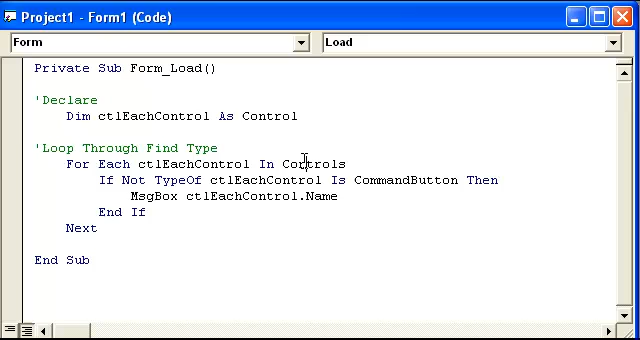 Project1 - Form1 (Code)
Form Load
Private Sub Form_Load()
'Declare
Dim ctlEachControl As Control
'Loop Through Find Type
For Each ctlEachControl In Controls
If Not TypeOf ctlEachControl Is CommandButton Then
MsgBox ctlEachControl.Name
End If
Next
End Sub